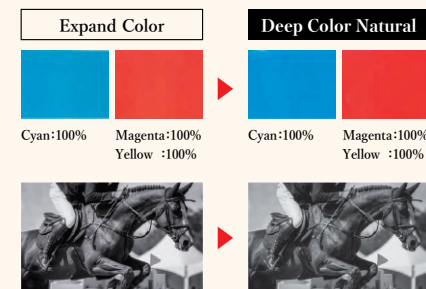 Expand Color
Deep Color Natural
Cyan:100%
Magenta:100%
Yellow :100%
Cyan:100%
Magenta:100%
Yellow :100%